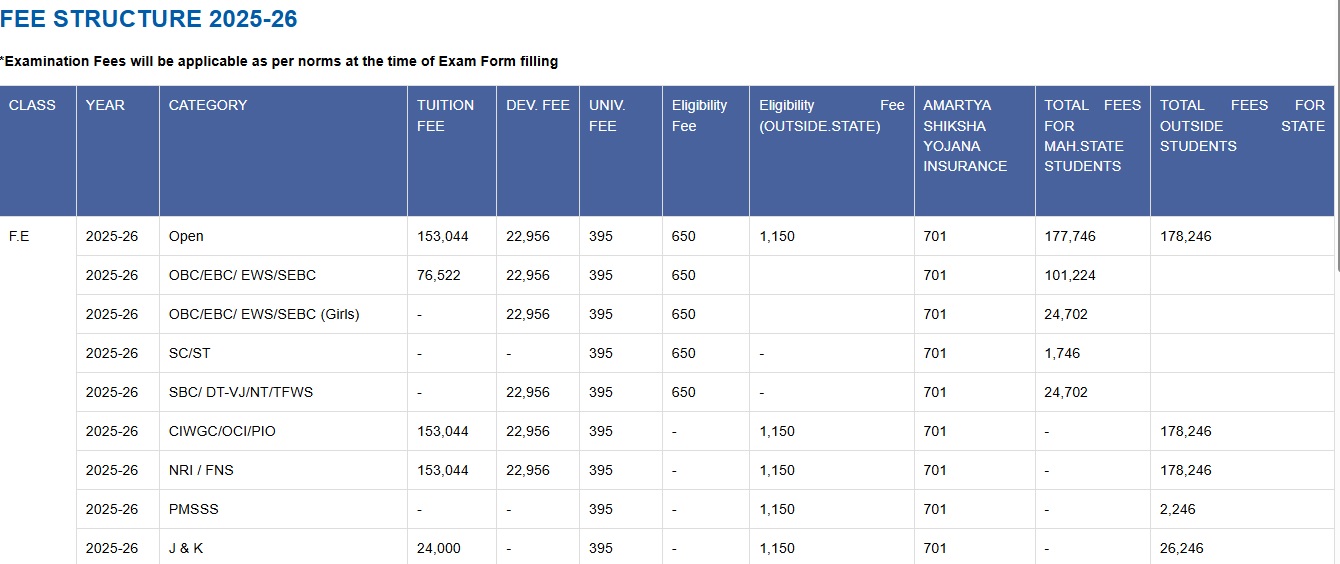 FEE STRUCTURE 2025-26
*Examination Fees will be applicable as per norms at the time of Exam Form filling
CLASS YEAR CATEGORY TUITION FEE DEV. FEE UNIV. FEE Eligibility Fee Eligibility Fee (OUTSIDE.STATE) AMARTYA SHIKSHA YOJANA INSURANCE TOTAL FEES FOR MAH.STATE STUDENTS TOTAL FEES FOR OUTSIDE STATE STUDENTS
F.E 2025-26 Open 153,044 22,956 395 650 1,150 701 177,746 178,246
2025-26 OBC/EBC/ EWS/SEBC 76,522 22,956 395 650 701 101,224
2025-26 OBC/EBC/ EWS/SEBC (Girls) - 22,956 395 650 701 24,702
2025-26 SC/ST - - 395 650 - 701 1,746
2025-26 SBC/ DT-VJ/NT/TFWS - 22,956 395 650 - 701 24,702
2025-26 CIWGC/OCI/PIO 153,044 22,956 395 - 1,150 701 - 178,246
2025-26 NRI / FNS 153,044 22,956 395 - 1,150 701 - 178,246
2025-26 PMSSS - - 395 - 1,150 701 - 2,246
2025-26 J & K 24,000 - 395 - 1,150 701 - 26,246